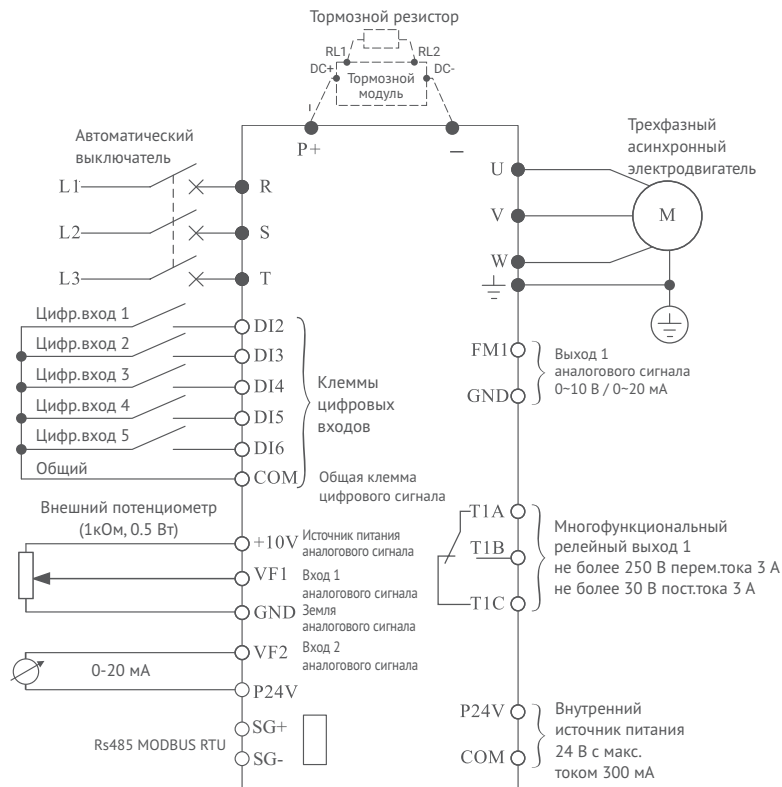 Тормозной резистор
RL1
RL2
DC+
DC-
Тормозной
модуль
P+
–
Автоматический
выключатель
L1
R
L2
S
L3
T
U
V
W
Трехфазный
асинхронный
электродвигатель
M
Цифр.вход 1
DI2
Цифр.вход 2
DI3
Цифр.вход 3
DI4
Цифр.вход 4
DI5
Цифр.вход 5
DI6
Общий
COM
Клеммы
цифровых
входов
Общая клемма
цифрового сигнала
FM1
GND
Выход 1
аналогового сигнала
0~10 В / 0~20 мА
Внешний потенциометр
(1кОм, 0.5 Вт)
+10V
Источник питания
аналогового сигнала
VF1
Вход 1
аналогового сигнала
GND
Земля
аналогового сигнала
VF2
Вход 2
аналогового сигнала
0-20 мА
P24V
Rs485 MODBUS RTU
SG+
SG-
T1A
T1B
T1C
Многофункциональный
релейный выход 1
не более 250 В перем.тока 3 А
не более 30 В пост.тока 3 А
P24V
COM
Внутренний
источник питания
24 В с макс.
током 300 мА